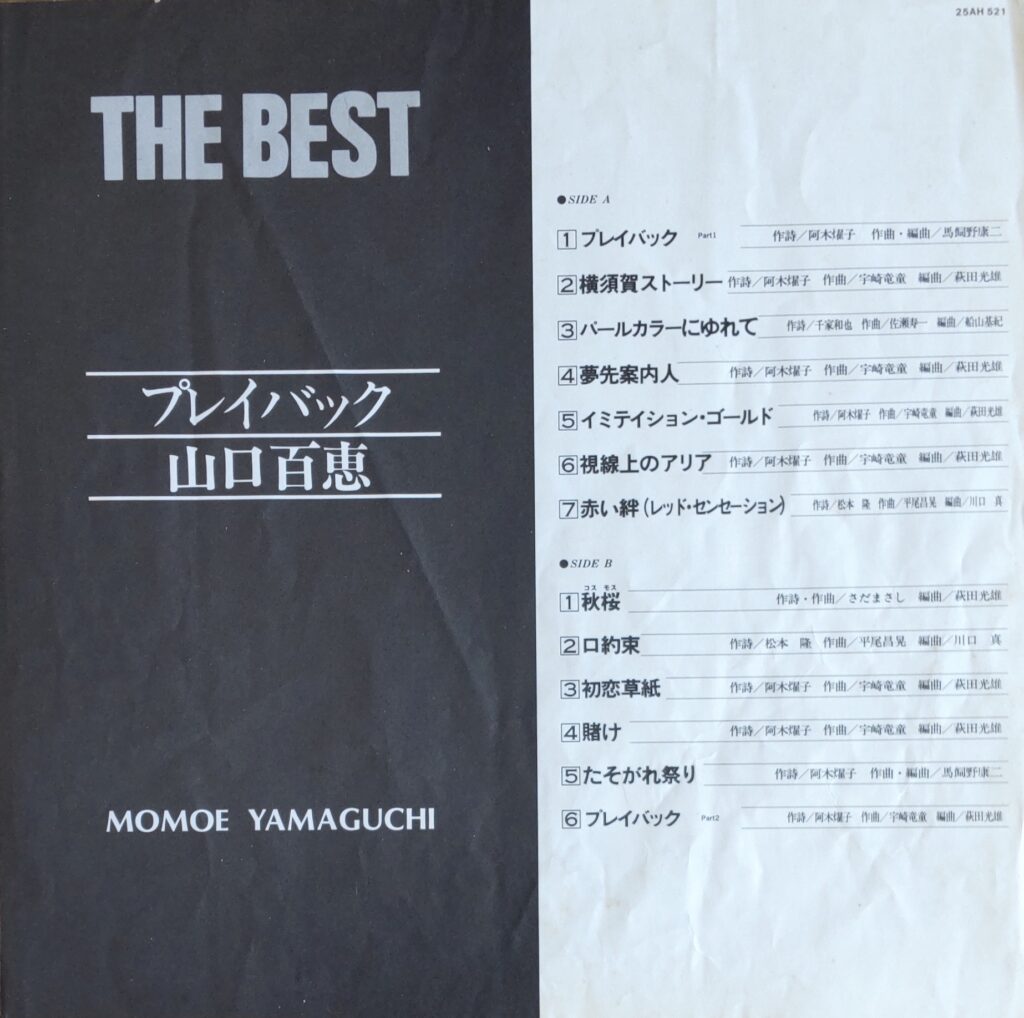 25AH 521
THE BEST
プレイバック
山口百恵
MOMOE YAMAGUCHI
●SIDE A
1 プレイバック Part1 作詩／阿木燿子 作曲・編曲／馬飼野康二
2 横須賀ストーリー 作詩／阿木燿子 作曲／宇崎竜童 編曲／萩田光雄
3 パールカラーにゆれて 作詩／千家和也 作曲／佐瀬寿一 編曲／船山基紀
4 夢先案内人 作詩／阿木燿子 作曲／宇崎竜童 編曲／萩田光雄
5 イミテイション・ゴールド 作詩／阿木燿子 作曲／宇崎竜童 編曲／萩田光雄
6 視線上のアリア 作詩／阿木燿子 作曲／宇崎竜童 編曲／萩田光雄
7 赤い絆（レッド・センセーション） 作詩／松本 隆 作曲／平尾昌晃 編曲／川口 真
●SIDE B
コス モス
1 秋桜 作詩・作曲／さだまさし 編曲／萩田光雄
2 口約束 作詩／松本 隆 作曲／平尾昌晃 編曲／川口 真
3 初恋草紙 作詩／阿木燿子 作曲／宇崎竜童 編曲／萩田光雄
4 賭け 作詩／阿木燿子 作曲／宇崎竜童 編曲／萩田光雄
5 たそがれ祭り 作詩／阿木燿子 作曲・編曲／馬飼野康二
6 プレイバック Part2 作詩／阿木燿子 作曲／宇崎竜童 編曲／萩田光雄